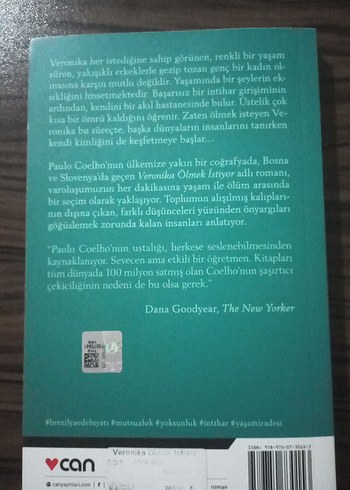 Veronika her istediğine sahip görünen, renkli bir yaşam
süren, yakışıklı erkeklerle gezip tozan genç bir kadın ol-
masına karşın mutlu değildir. Yaşamında bir şeylerin ek-
sikliğini hissetmektedir. Başarısız bir intihar girişiminin
ardından, kendini bir akıl hastanesinde bulur. Üstelik çok
kısa bir ömrü kaldığını öğrenir. Zaten ölmek isteyen Ve-
ronika bu süreçte, başka dünyaların insanlarını tanırken
kendi kimliğini de keşfetmeye başlar...
Paulo Coelho'nun ülkemize yakın bir coğrafyada, Bosna
ve Slovenya'da geçen Veronika Ölmek İstiyor adlı romanı,
varoluşumuzun her dakikasına yaşam ile ölüm arasında
bir seçim olarak yaklaşıyor. Toplumun alışılmış kalıpları-
nın dışına çıkan, farklı düşünceleri yüzünden önyargıları
göğüslemek zorunda kalan insanları anlatıyor.
"Paulo Coelho'nun ustalığı, herkese seslenebilmesinden
kaynaklanıyor. Sevecen ama etkili bir öğretmen. Kitapları
tüm dünyada 100 milyon satmış olan Coelho'nun şaşırtıcı
çekiciliğinin nedeni de bu olsa gerek."
Dana Goodyear, The New Yorker
#brezilyaedebiyatı #mutsuzluk #yoksunluk #intihar #yaşamiradesi
can
Veronika
canyayinlari.com
roman